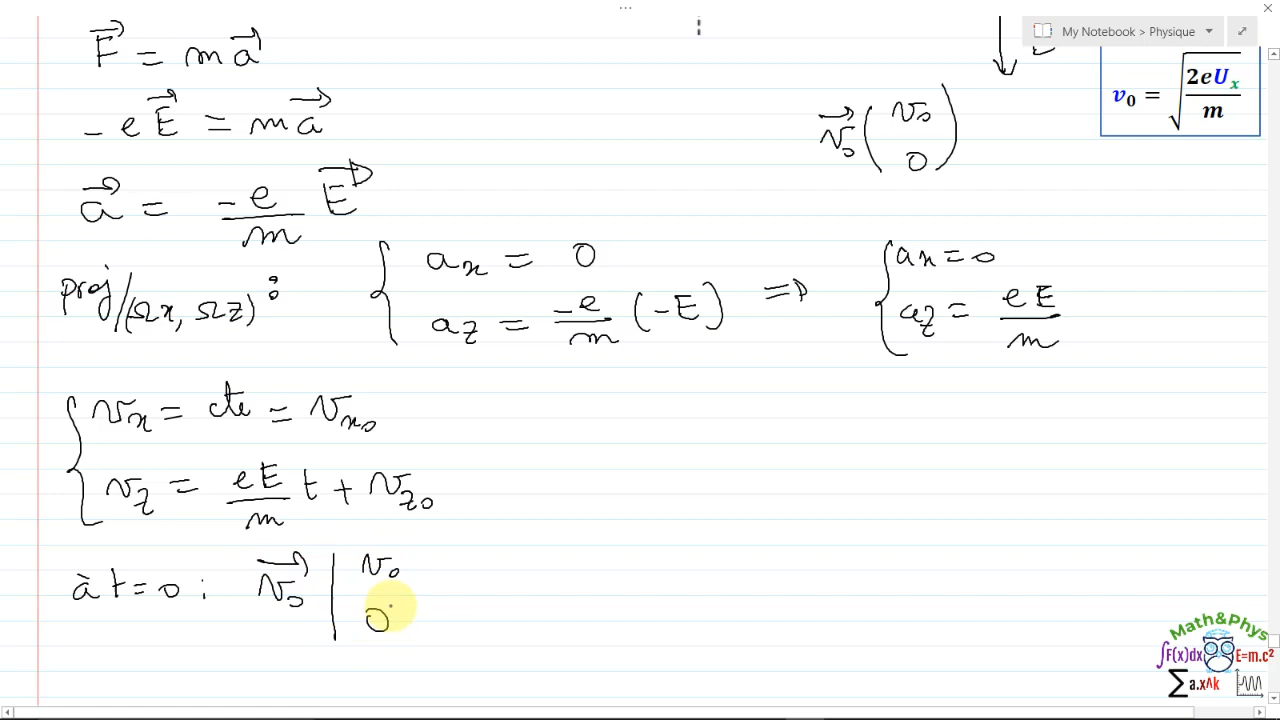 ...
My Notebook > Physique
F⃗ = m a⃗
- e E⃗ = m a⃗
a⃗ = -e/m E⃗
v₀ = √(2eUₓ/m)
v⃗₀ (v₀ 0)
proj/(Ωx, Ωz) : { aₓ = 0
a_z = -e/m (-E) ⇒ { aₓ = 0
a_z = eE/m
{ vₓ = cte = vₓ₀
v_z = eE/m t + v_z₀
à t = 0 : v⃗₀ | v₀
0
Math&Phys
∫F(x)dx E=m.c²
∑ a.x^k